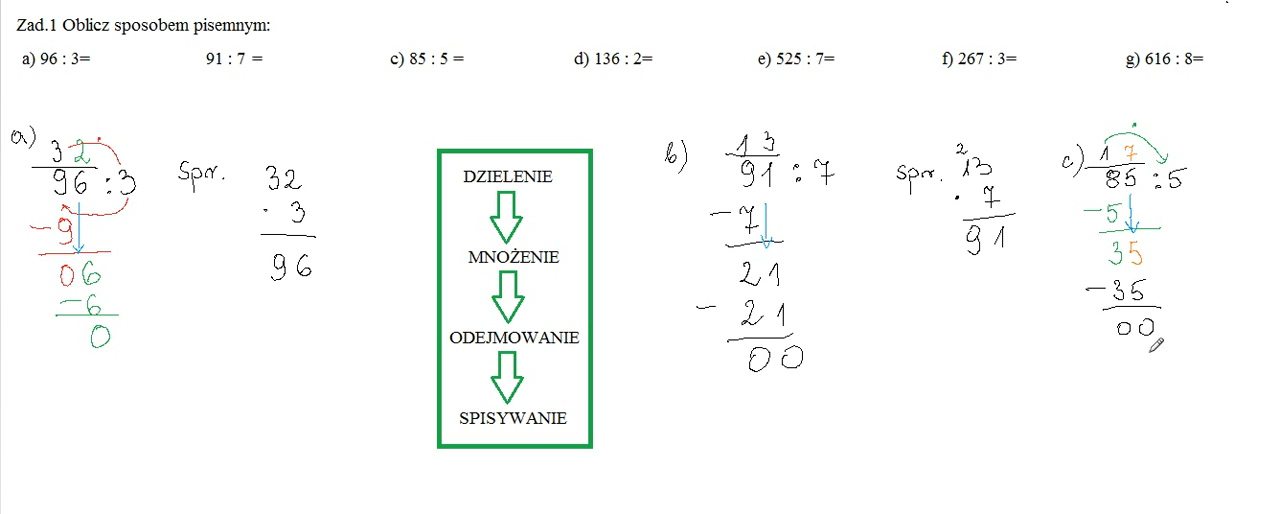 Zad.1 Oblicz sposobem pisemnym:
a) 96 : 3=
91 : 7 =
c) 85 : 5 =
d) 136 : 2=
e) 525 : 7=
f) 267 : 3=
g) 616 : 8=
a)
32
96 : 3
-9
06
-6
0
Spr.
32
· 3
96
DZIELENIE
MNOŻENIE
ODEJMOWANIE
SPISYWANIE
b)
13
91 : 7
-7
21
- 21
00
Spr.
2
13
· 7
91
c)
17
85 : 5
-5
35
-35
00